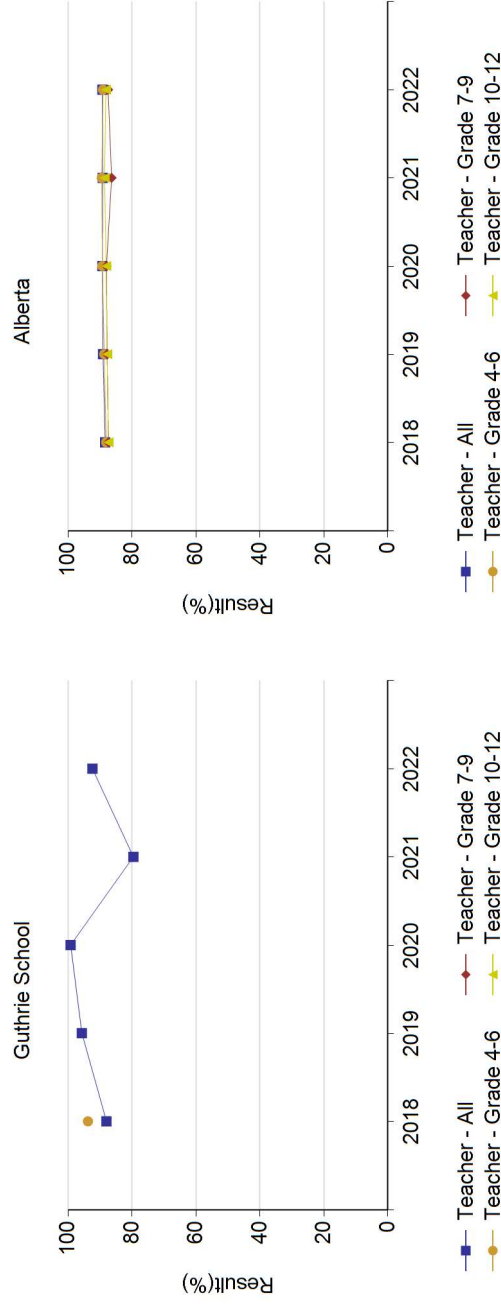 Guthrie School
Result(%)
100
80
60
40
20
0
2018 2019 2020 2021 2022
Teacher - All Teacher - Grade 7-9
Teacher - Grade 4-6 Teacher - Grade 10-12
Alberta
Result(%)
100
80
60
40
20
0
2018 2019 2020 2021 2022
Teacher - All Teacher - Grade 7-9
Teacher - Grade 4-6 Teacher - Grade 10-12